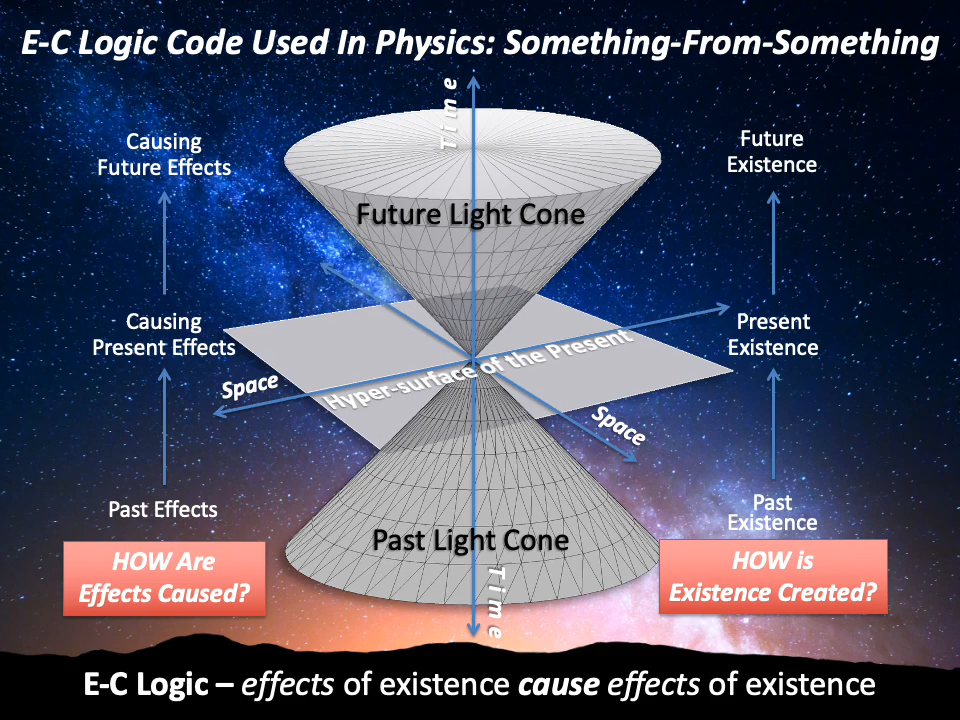 E-C Logic Code Used In Physics: Something-From-Something
Time
Causing
Future Effects
Future
Existence
Future Light Cone
Causing
Present Effects
Present
Existence
Hyper-surface of the Present
Space
Space
Past Effects
Past
Existence
Past Light Cone
HOW Are
Effects Caused?
HOW is
Existence Created?
Time
E-C Logic – effects of existence cause effects of existence